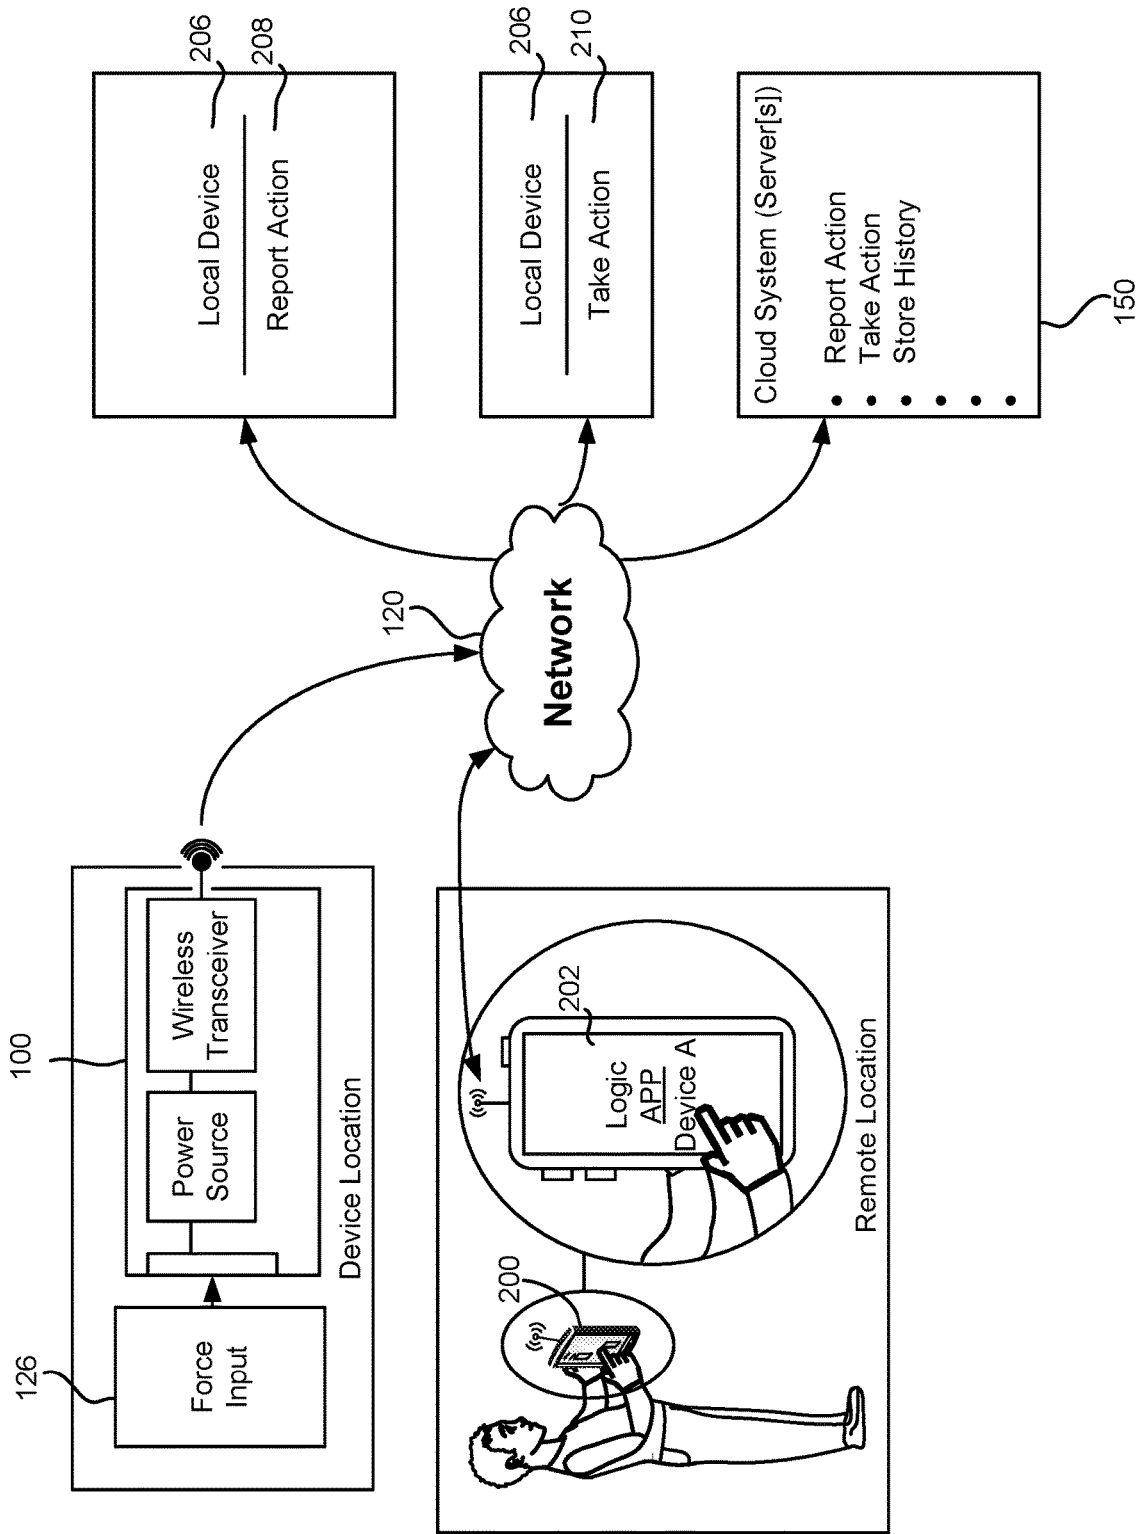 126
Force
Input
100
Power
Source
Wireless
Transceiver
Device Location
120
Network
200
202
Logic
APP
Device A
Remote Location
206
Local Device
208
Report Action
206
Local Device
210
Take Action
Cloud System (Server[s])
• Report Action
• Take Action
• Store History
•
•
•
150